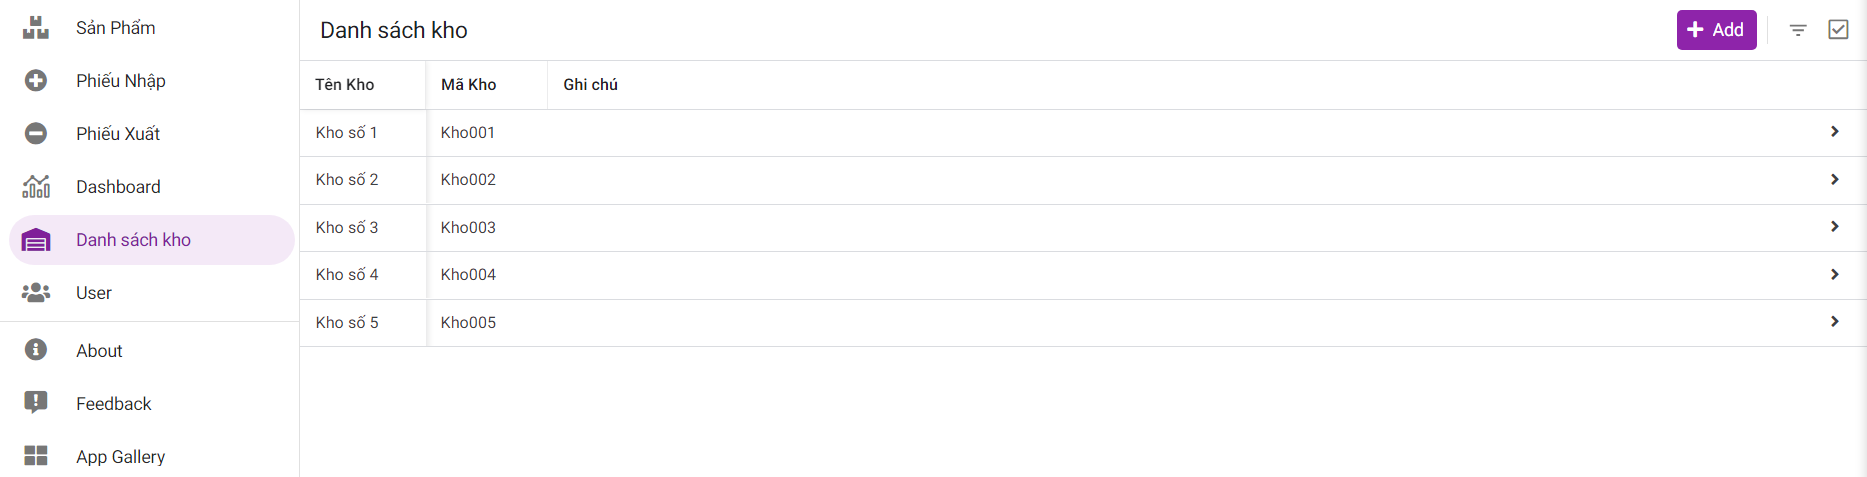 Sản Phẩm
Phiếu Nhập
Phiếu Xuất
Dashboard
Danh sách kho
User
About
Feedback
App Gallery
Danh sách kho
Add
Tên Kho Mã Kho Ghi chú
Kho số 1 Kho001
Kho số 2 Kho002
Kho số 3 Kho003
Kho số 4 Kho004
Kho số 5 Kho005